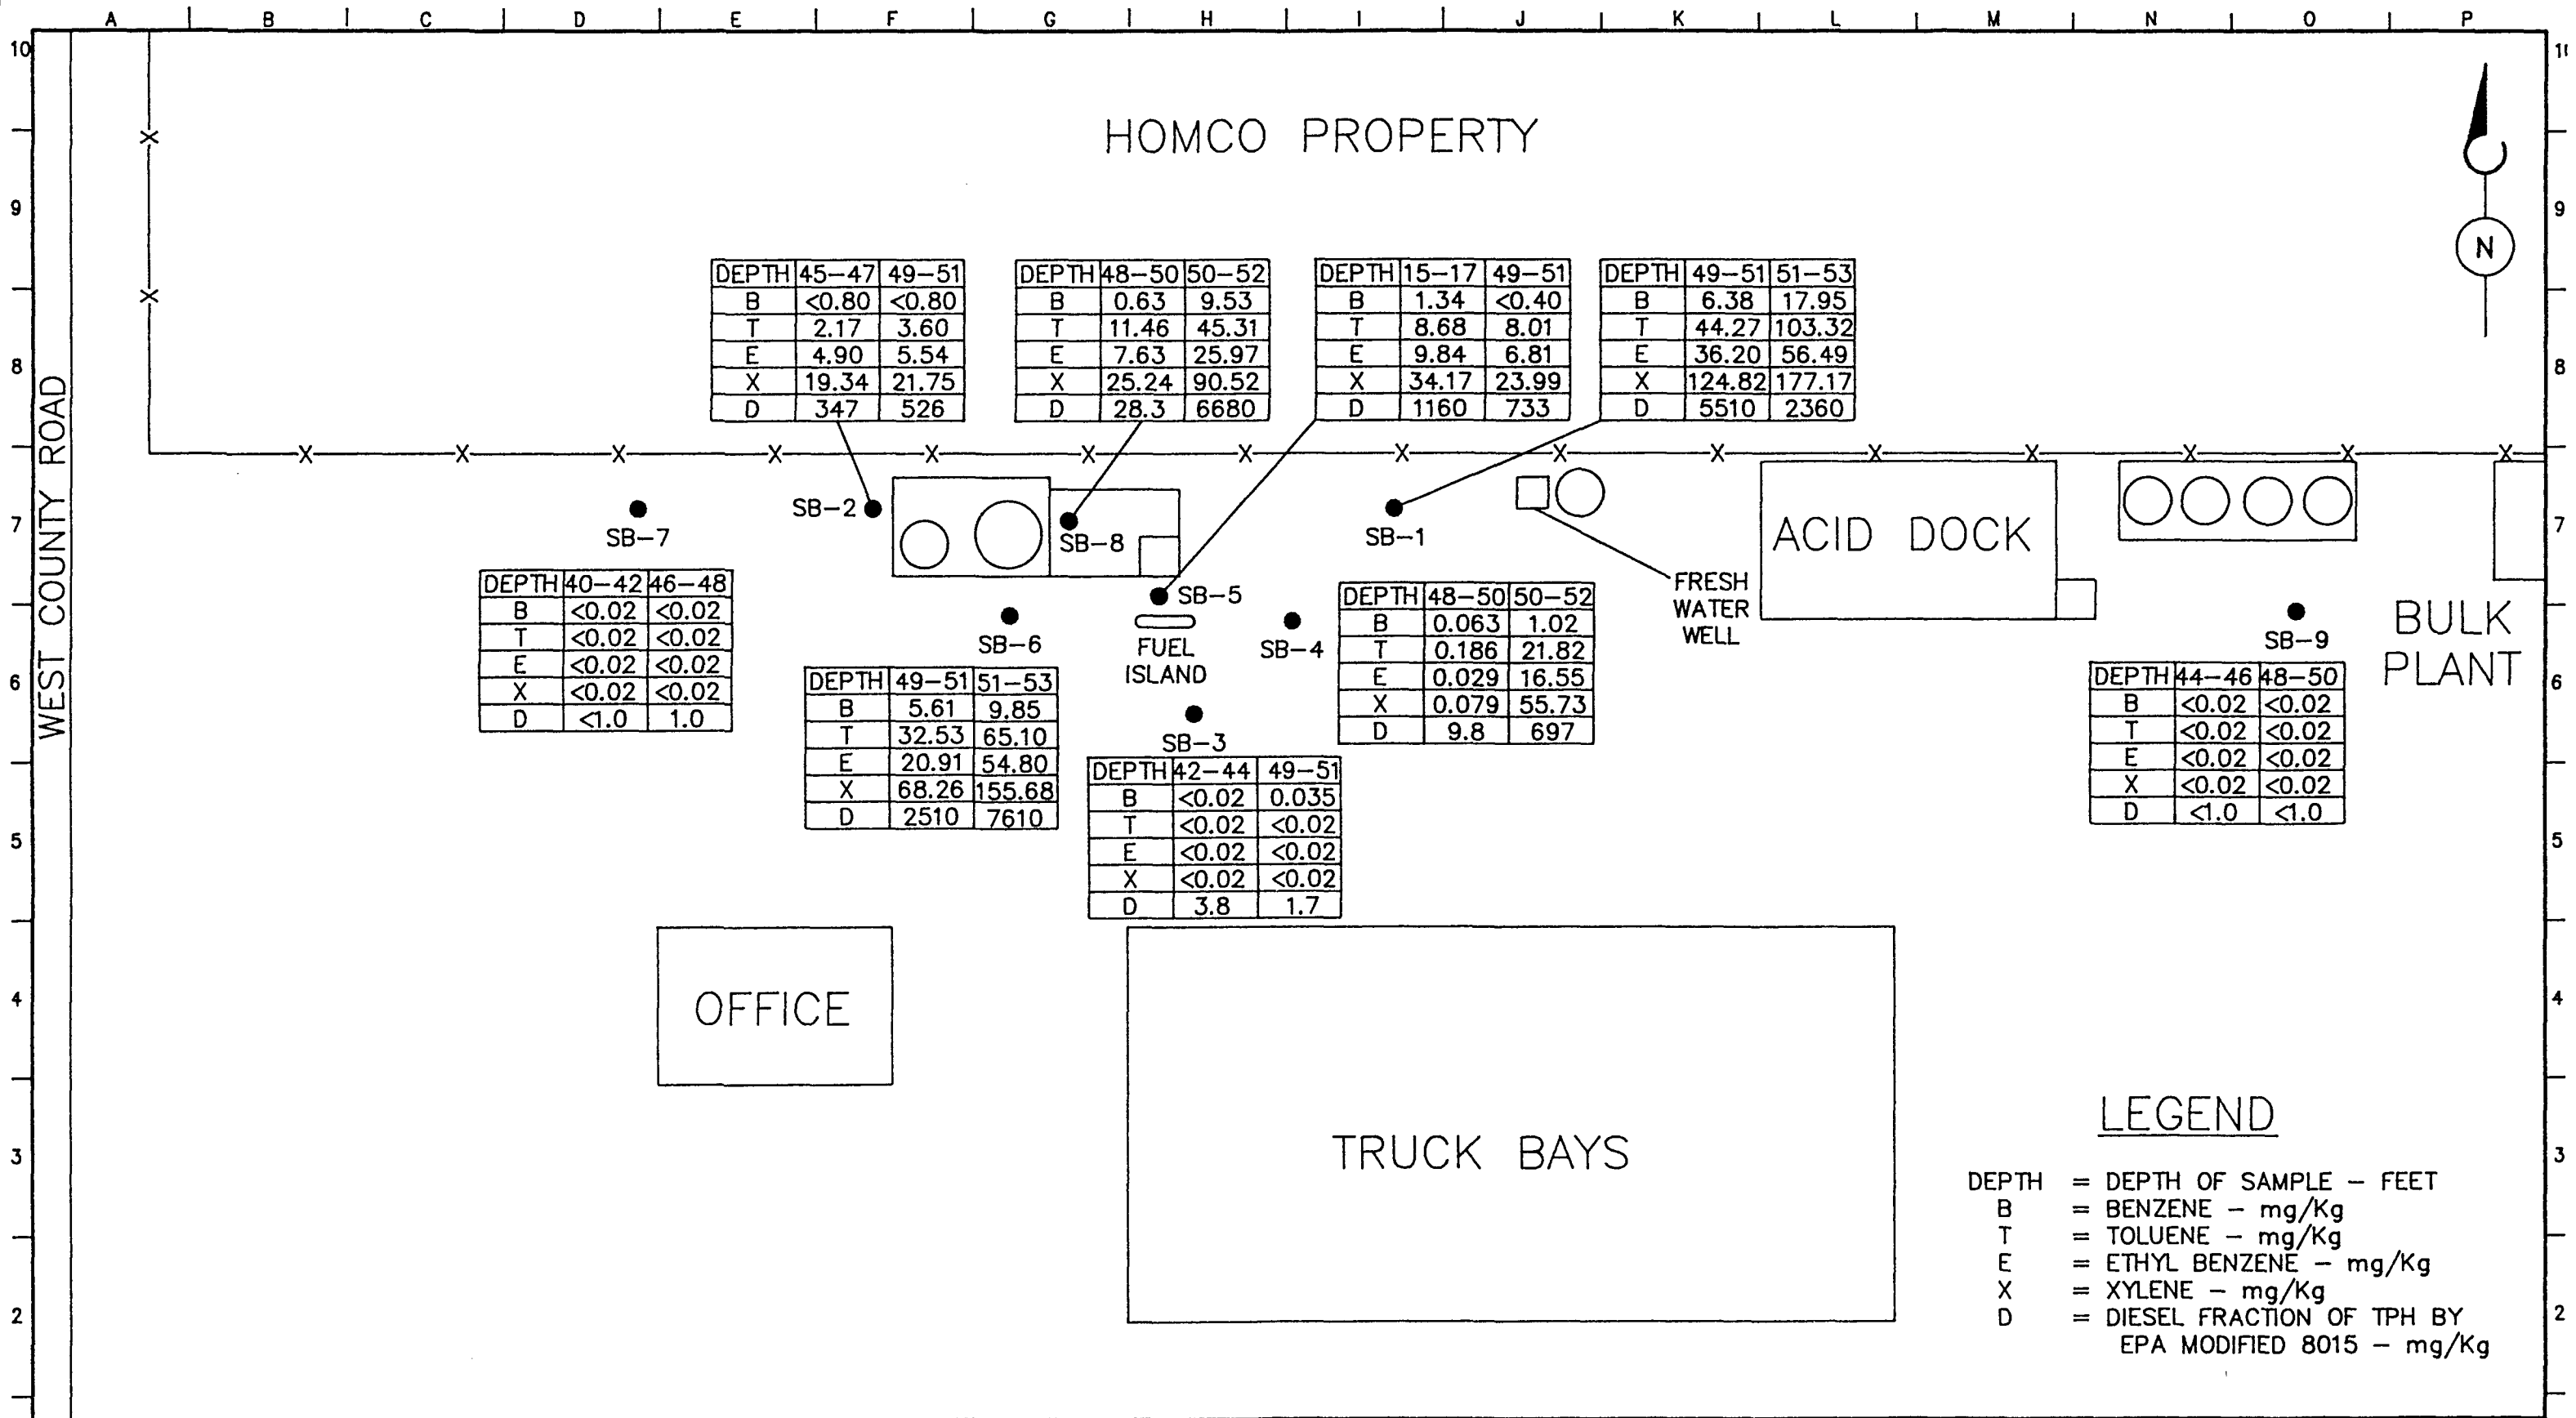 A B C D E F G H I J K L M N O P
10
HOMCO PROPERTY
9 9
N
DEPTH 45-47 49-51
B <0.80 <0.80
T 2.17 3.60
E 4.90 5.54
X 19.34 21.75
D 347 526
DEPTH 48-50 50-52
B 0.63 9.53
T 11.46 45.31
E 7.63 25.97
X 25.24 90.52
D 28.3 6680
DEPTH 15-17 49-51
B 1.34 <0.40
T 8.68 8.01
E 9.84 6.81
X 34.17 23.99
D 1160 733
DEPTH 49-51 51-53
B 6.38 17.95
T 44.27 103.32
E 36.20 56.49
X 124.82 177.17
D 5510 2360
8 8
WEST COUNTY ROAD
7 7
SB-7
SB-2
SB-8
SB-1
ACID DOCK
DEPTH 40-42 46-48
B <0.02 <0.02
T <0.02 <0.02
E <0.02 <0.02
X <0.02 <0.02
D <1.0 1.0
SB-6
SB-5
FUEL
ISLAND
SB-4
DEPTH 48-50 50-52
B 0.063 1.02
T 0.186 21.82
E 0.029 16.55
X 0.079 55.73
D 9.8 697
FRESH
WATER
WELL
SB-9
BULK
PLANT
6 6
DEPTH 49-51 51-53
B 5.61 9.85
T 32.53 65.10
E 20.91 54.80
X 68.26 155.68
D 2510 7610
SB-3
DEPTH 42-44 49-51
B <0.02 0.035
T <0.02 <0.02
E <0.02 <0.02
X <0.02 <0.02
D 3.8 1.7
DEPTH 44-46 48-50
B <0.02 <0.02
T <0.02 <0.02
E <0.02 <0.02
X <0.02 <0.02
D <1.0 <1.0
5 5
OFFICE
4 4
TRUCK BAYS
3 3
LEGEND
DEPTH = DEPTH OF SAMPLE - FEET
B = BENZENE - mg/Kg
T = TOLUENE - mg/Kg
E = ETHYL BENZENE - mg/Kg
X = XYLENE - mg/Kg
D = DIESEL FRACTION OF TPH BY
EPA MODIFIED 8015 - mg/Kg
2 2